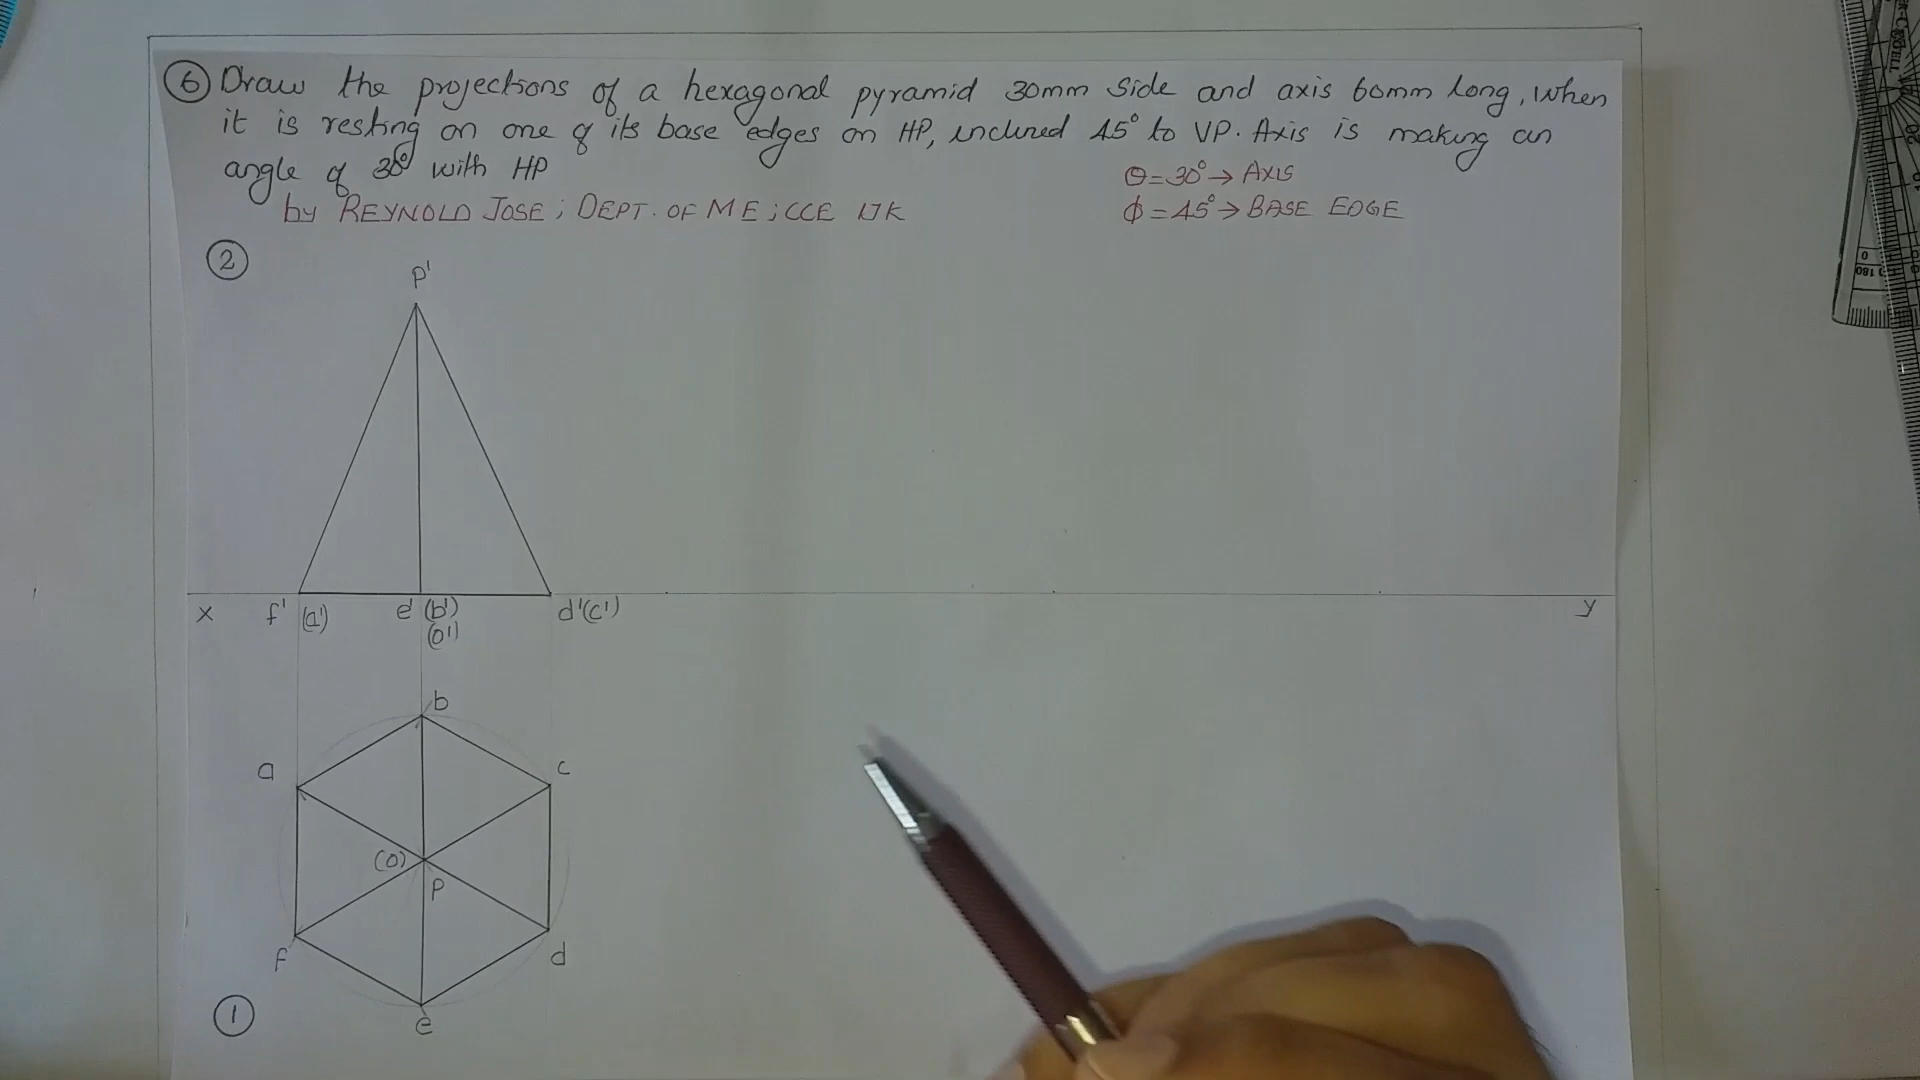 6 Draw the projections of a hexagonal pyramid 30mm side and axis 60mm long, when
it is resting on one of its base edges on HP, inclined 45° to VP. Axis is making an
angle of 30° with HP
θ=30° → AXIS
by REYNOLD JOSE ; DEPT. OF ME ; CCE IJK
φ=45° → BASE EDGE
2
p'
x f' (a') e' (b') d'(c') y
(o')
b
a c
(o)
p
f d
1
e